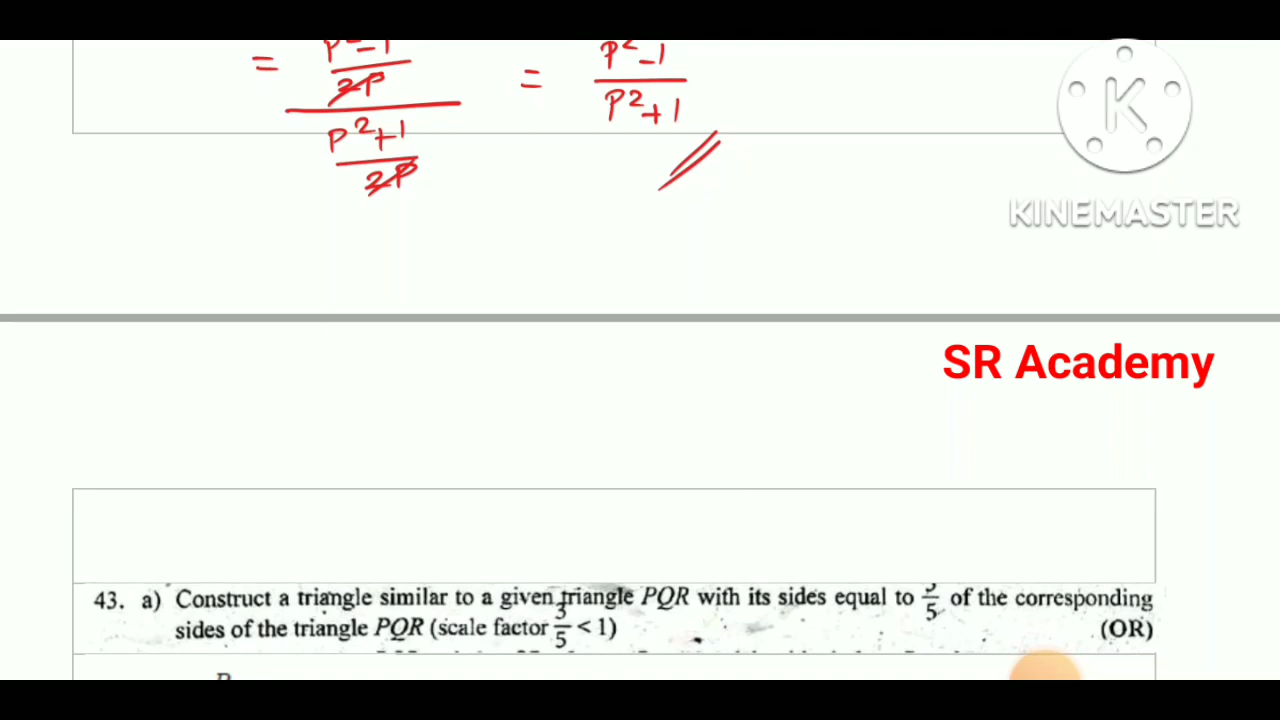 = P²-1/2P / P²+1/2P = P²-1/P²+1
KINEMASTER
SR Academy
43. a) Construct a triangle similar to a given triangle PQR with its sides equal to 3/5 of the corresponding
sides of the triangle PQR (scale factor 3/5 < 1) (OR)